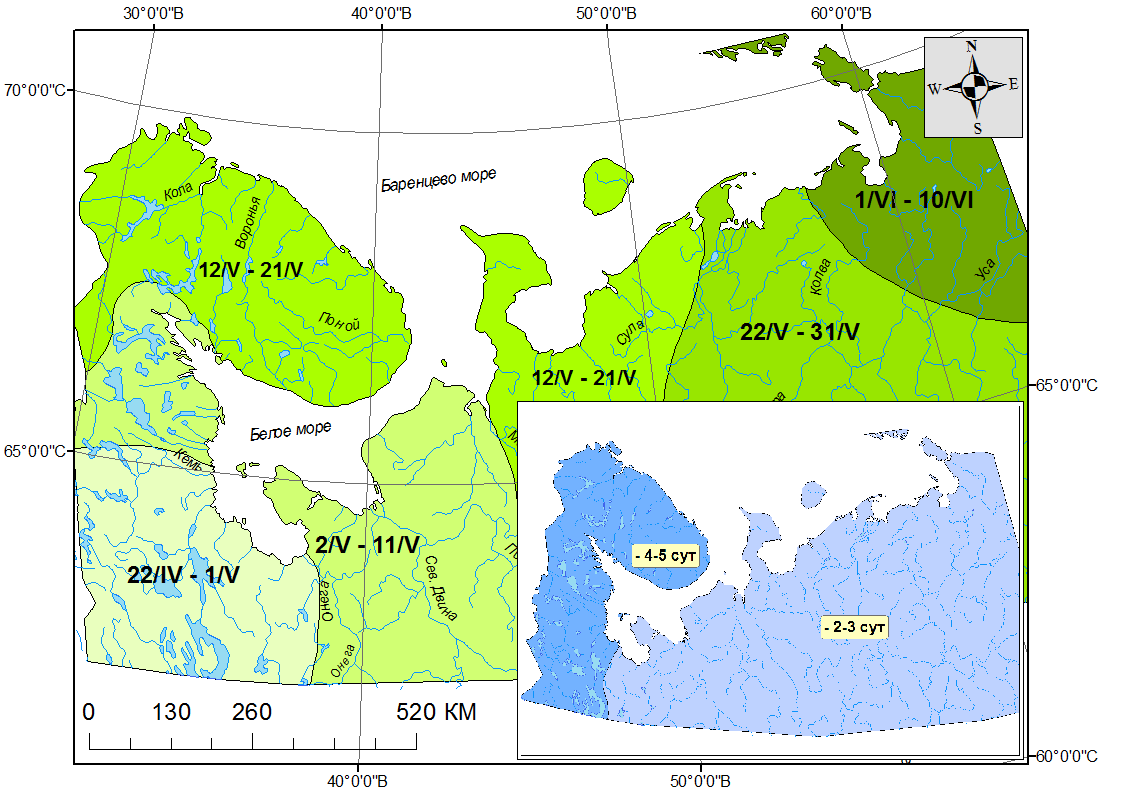 30°0'0"В 40°0'0"В 50°0'0"В 60°0'0"В
N
W E
S
70°0'0"С
Баренцево море
Кола
Воронья
1/VI - 10/VI
12/V - 21/V
Колва
Уса
Поной
Сула
22/V - 31/V
12/V - 21/V
65°0'0"С
Белое море
65°0'0"С
Кемь
2/V - 11/V
- 4-5 сут
22/IV - 1/V
Сев. Двина
Онега
- 2-3 сут
Онега
0 130 260 520 КМ
60°0'0"С
40°0'0"В 50°0'0"В